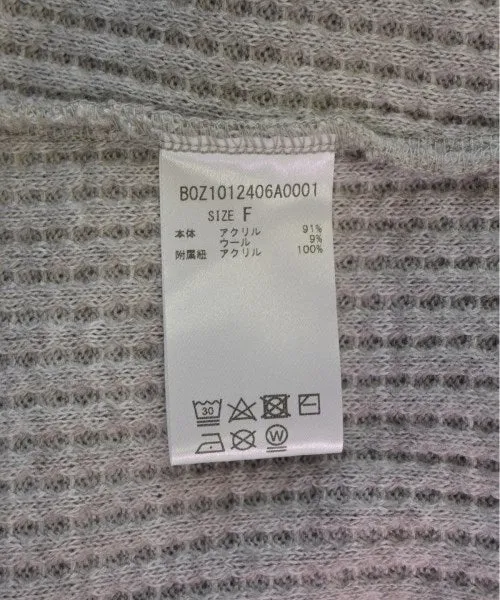 B0Z1012406A0001
SIZE F
本体 アクリル 91%
ウール 9%
附属紐 アクリル 100%
30
W